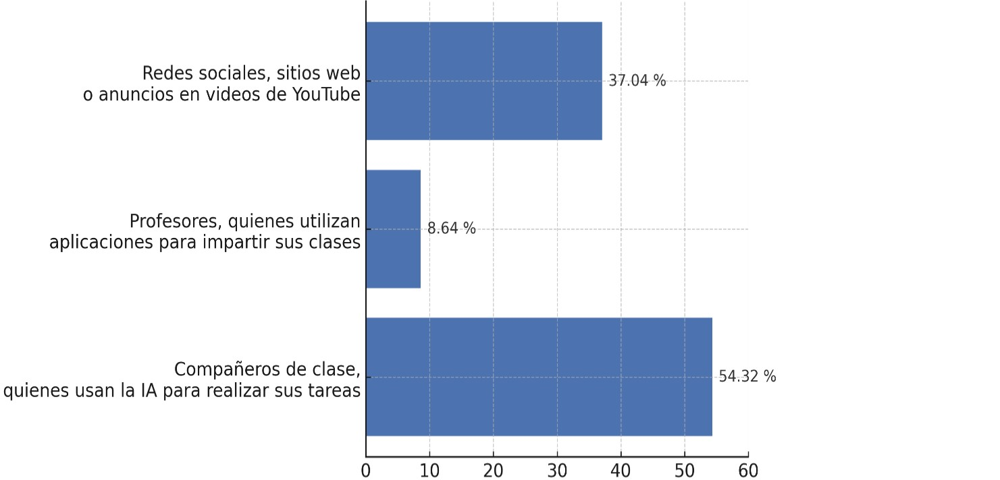 Redes sociales, sitios web
o anuncios en videos de YouTube
37.04 %
Profesores, quienes utilizan
aplicaciones para impartir sus clases
8.64 %
Compañeros de clase,
quienes usan la IA para realizar sus tareas
54.32 %
0 10 20 30 40 50 60